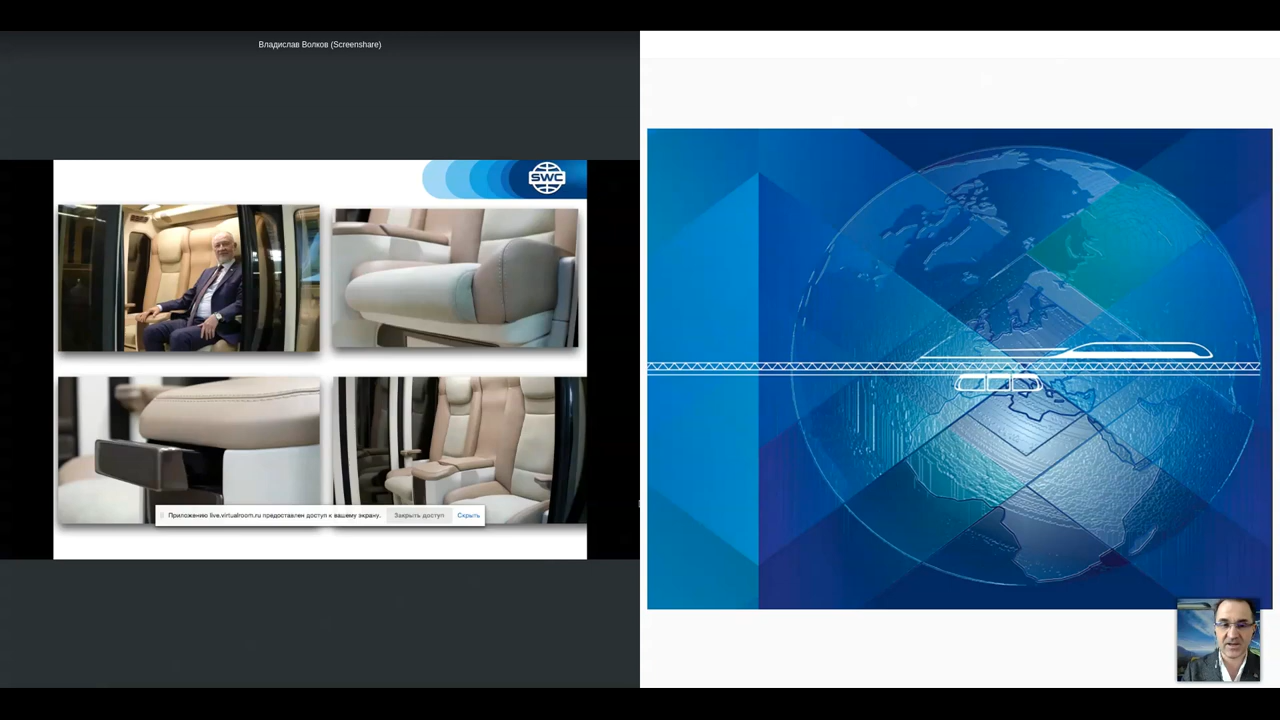 Владислав Волков (Screenshare)
SWC
Приложению live.virtualroom.ru предоставлен доступ к вашему экрану. Закрыть доступ Скрыть